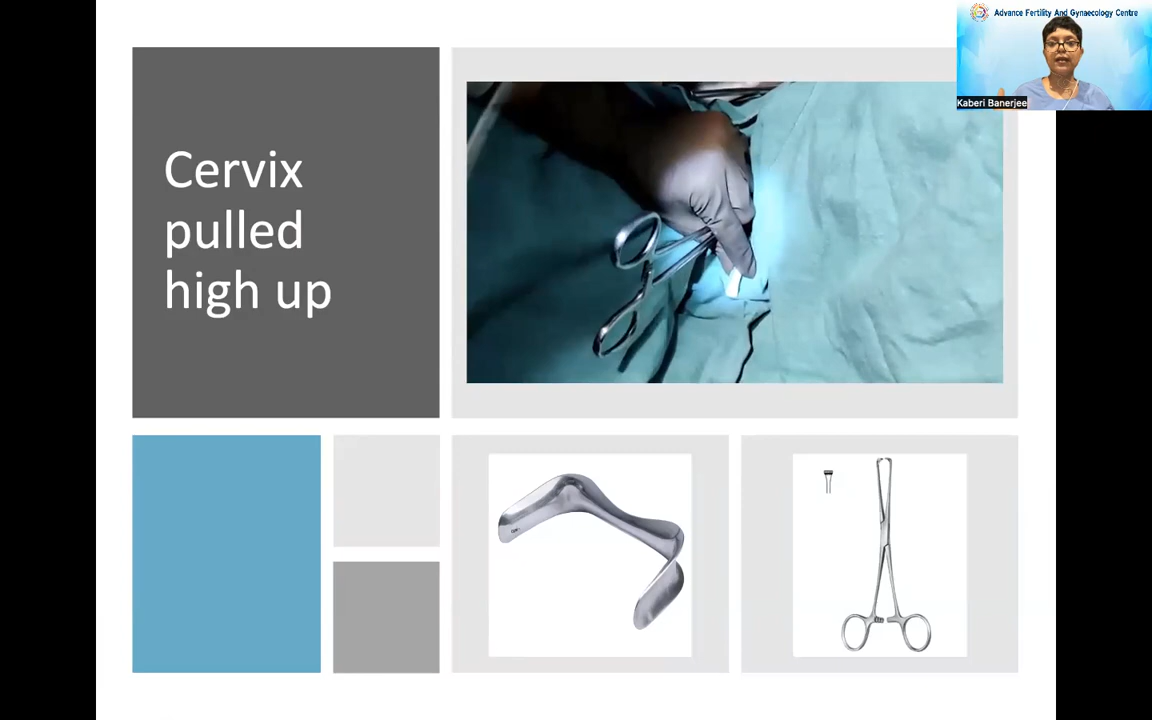 Advance Fertility And Gynaecology Centre
Kaberi Banerjee
Cervix
pulled
high up